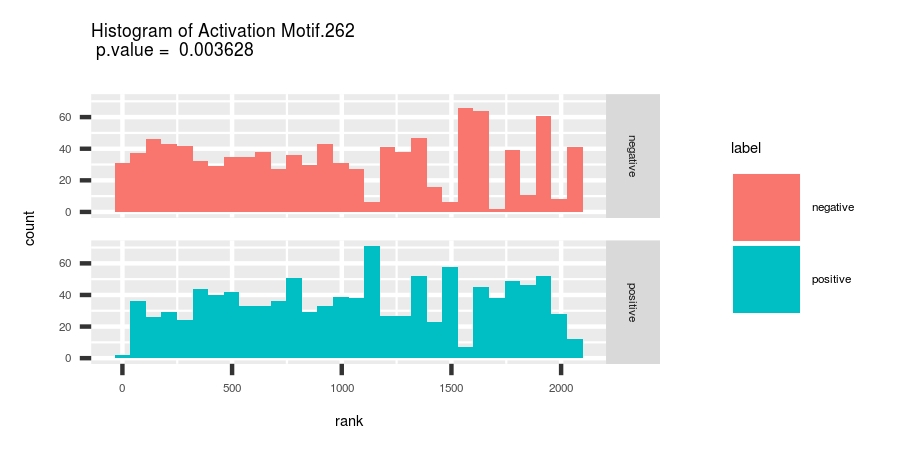 Histogram of Activation Motif.262
p.value =  0.003628
count
60
40
20
0
negative
60
40
20
0
positive
0
500
1000
1500
2000
rank
label
negative
positive